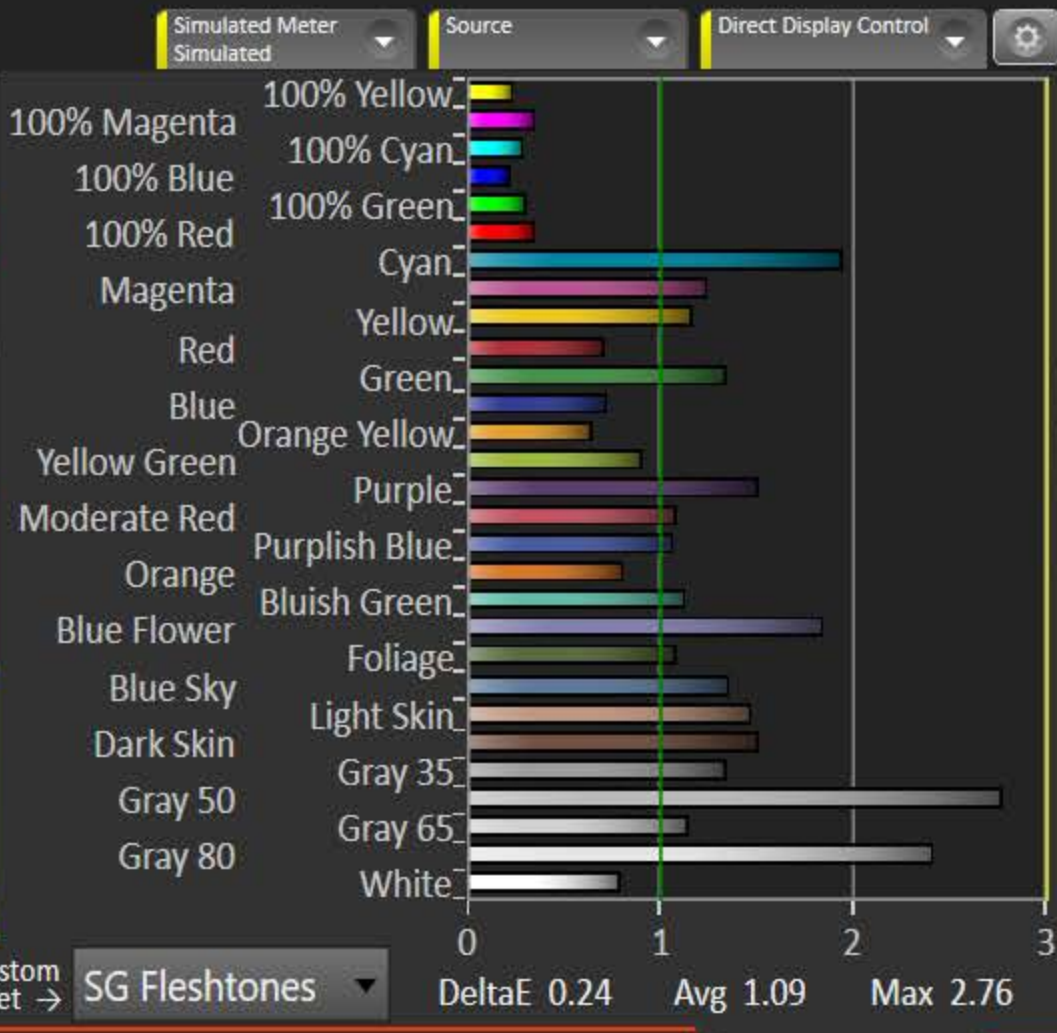 Simulated Meter
Simulated
Source
Direct Display Control
100% Yellow
100% Magenta
100% Cyan
100% Blue
100% Green
100% Red
Cyan
Magenta
Yellow
Red
Green
Blue
Orange Yellow
Yellow Green
Purple
Moderate Red
Purplish Blue
Orange
Bluish Green
Blue Flower
Foliage
Blue Sky
Light Skin
Dark Skin
Gray 35
Gray 50
Gray 65
Gray 80
White
0 1 2 3
stom
et →
SG Fleshtones
DeltaE 0.24 Avg 1.09 Max 2.76